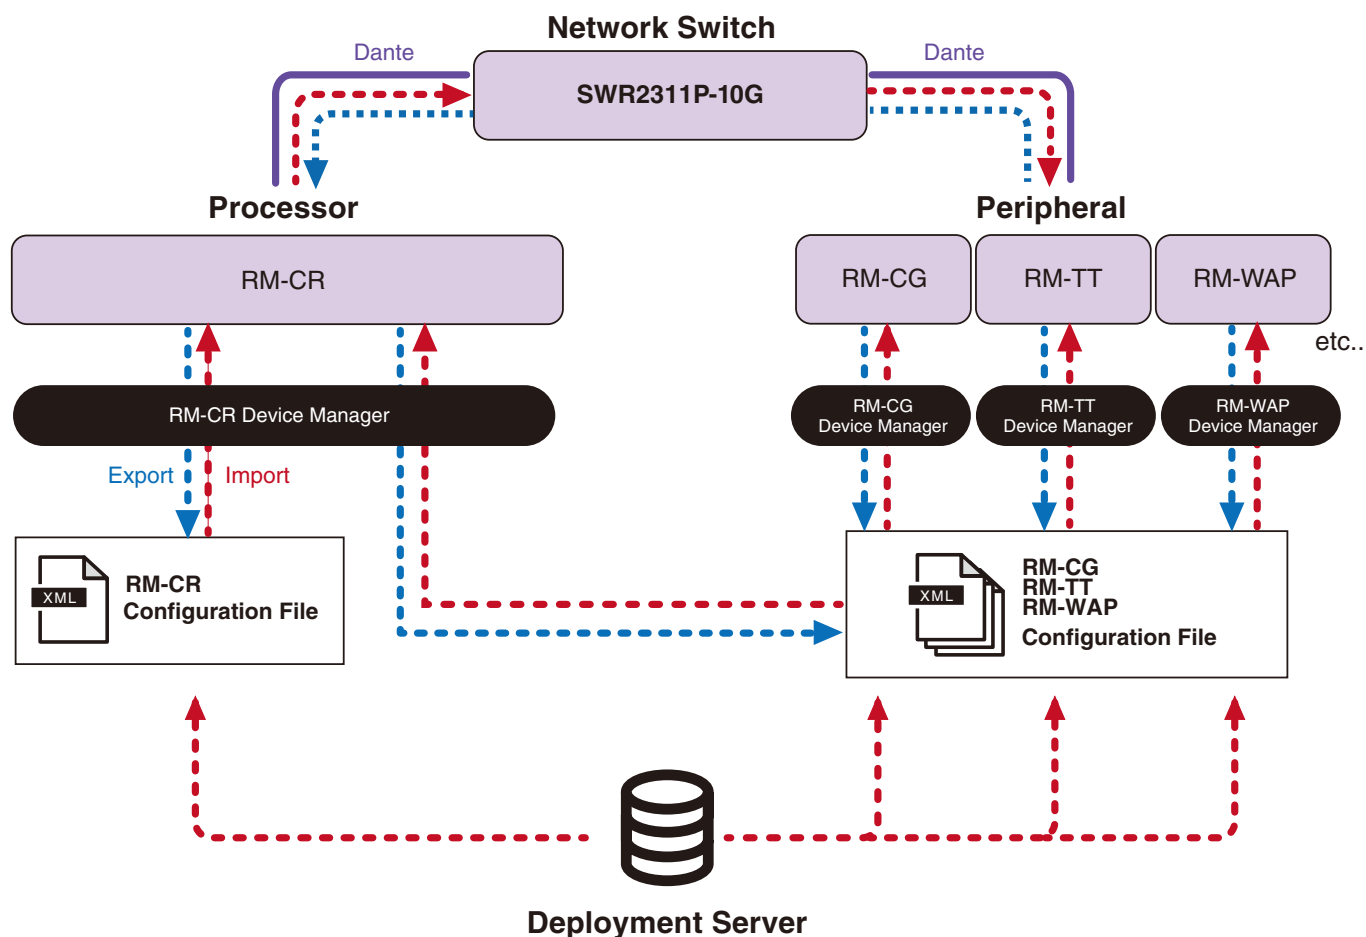 Network Switch
Dante
Dante
SWR2311P-10G
Processor
Peripheral
RM-CR
RM-CG
RM-TT
RM-WAP
etc..
RM-CR Device Manager
RM-CG
Device Manager
RM-TT
Device Manager
RM-WAP
Device Manager
Export
Import
XML
RM-CR
Configuration File
XML
RM-CG
RM-TT
RM-WAP
Configuration File
Deployment Server